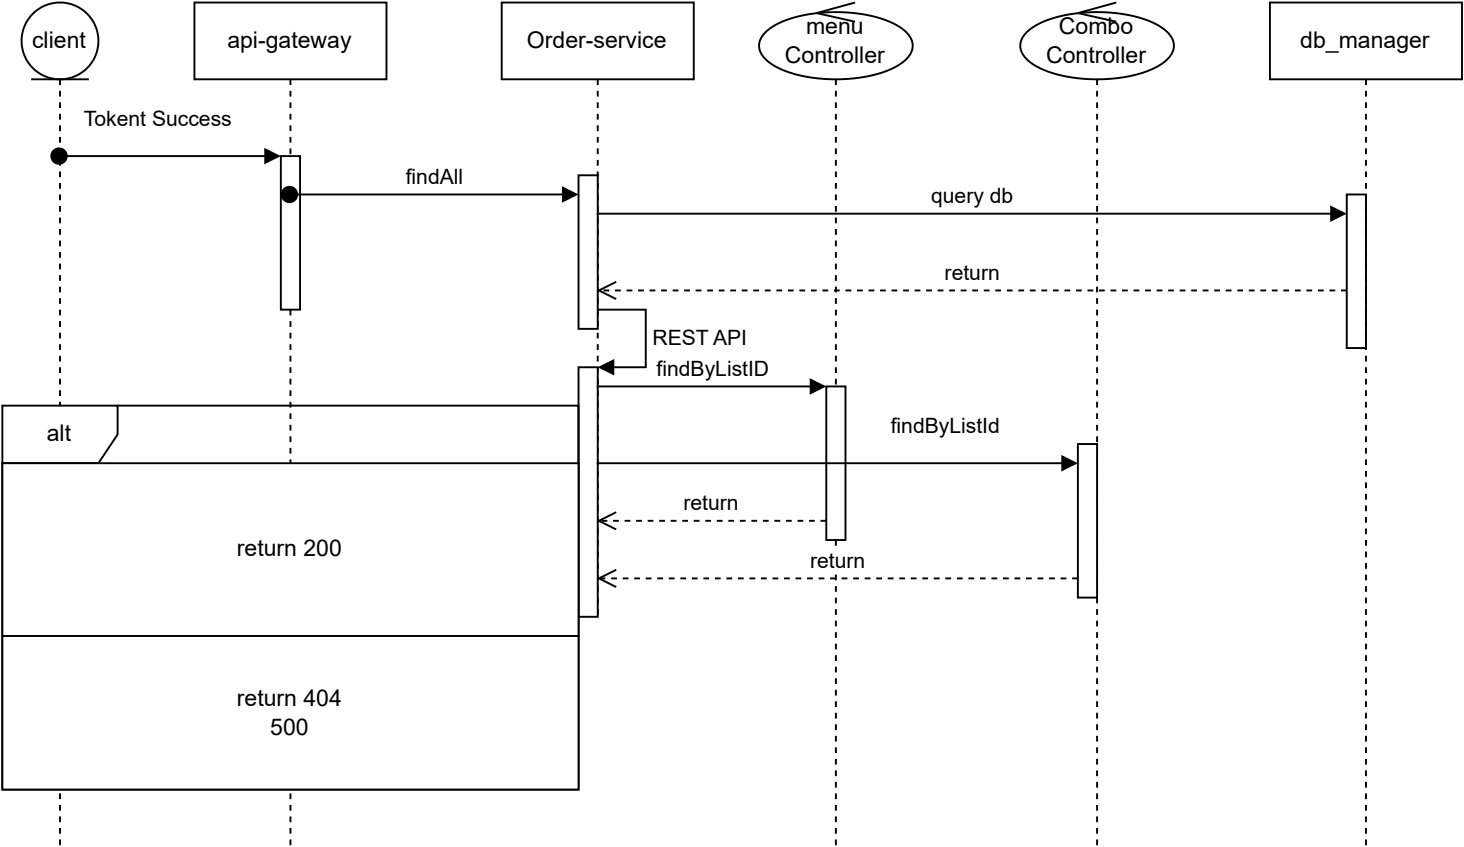 client
api-gateway
Order-service
menu
Controller
Combo
Controller
db_manager
Tokent Success
findAll
query db
return
REST API
findByListID
alt
findByListId
return
return 200
return
return 404
500